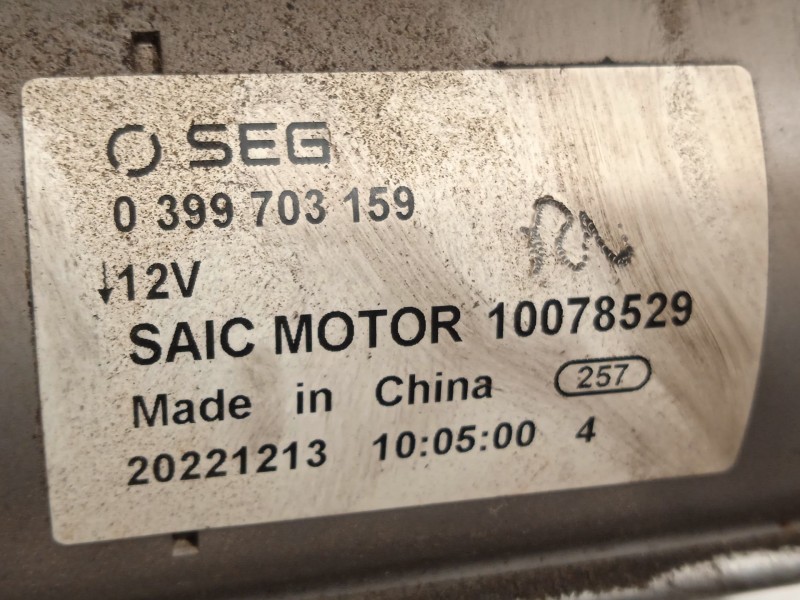 SEG
0 399 703 159
↓12V
SAIC MOTOR 10078529
Made in China 257
20221213 10:05:00 4